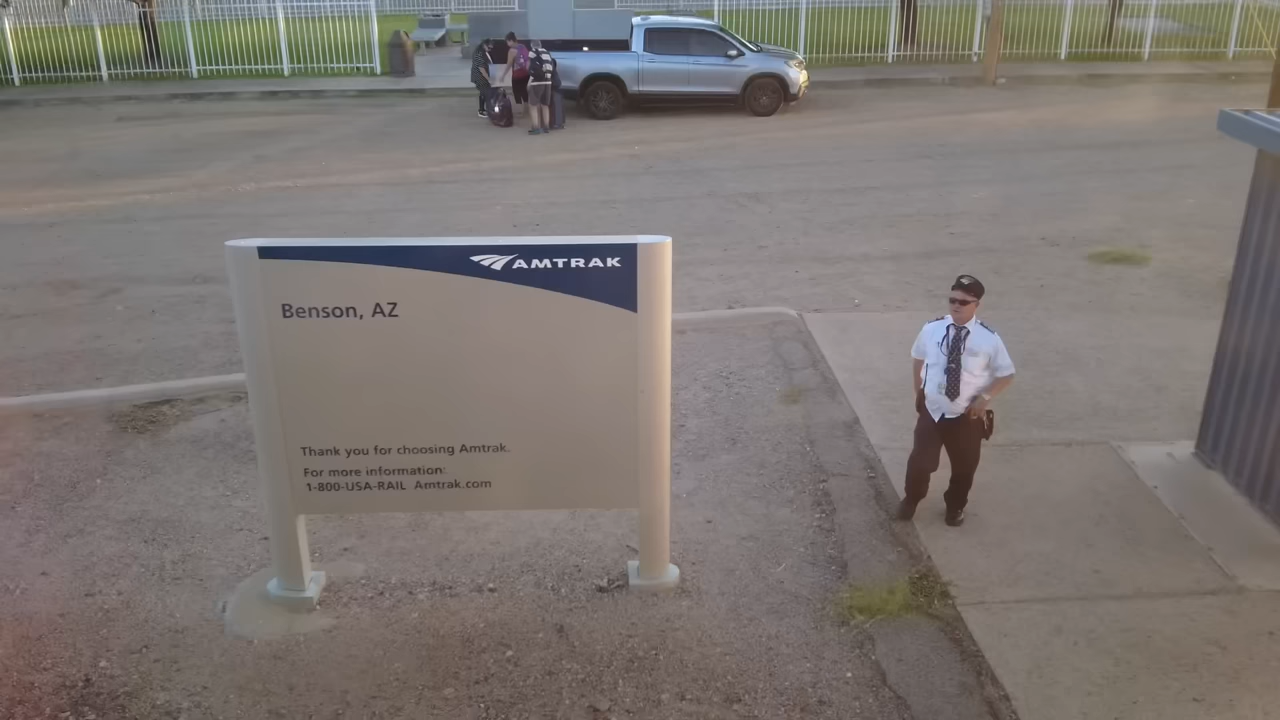 AMTRAK
Benson, AZ
Thank you for choosing Amtrak.
For more information:
1-800-USA-RAIL Amtrak.com